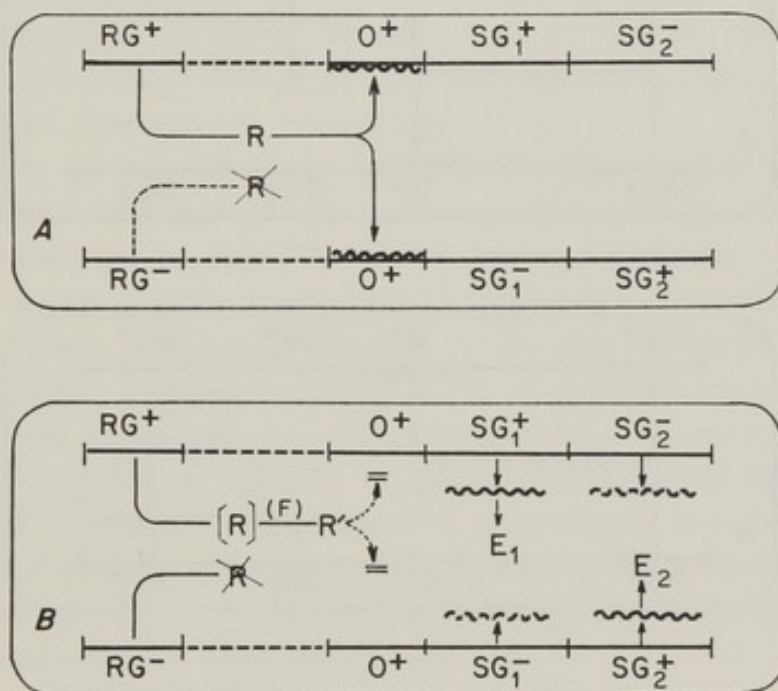 RG⁺ O⁺ SG₁⁺ SG₂⁻
R
R
A
RG⁻ O⁺ SG₁⁻ SG₂⁺
RG⁺ O⁺ SG₁⁺ SG₂⁻
[R] (F) R′
E₁
R E₂
B
RG⁻ O⁺ SG₁⁻ SG₂⁺